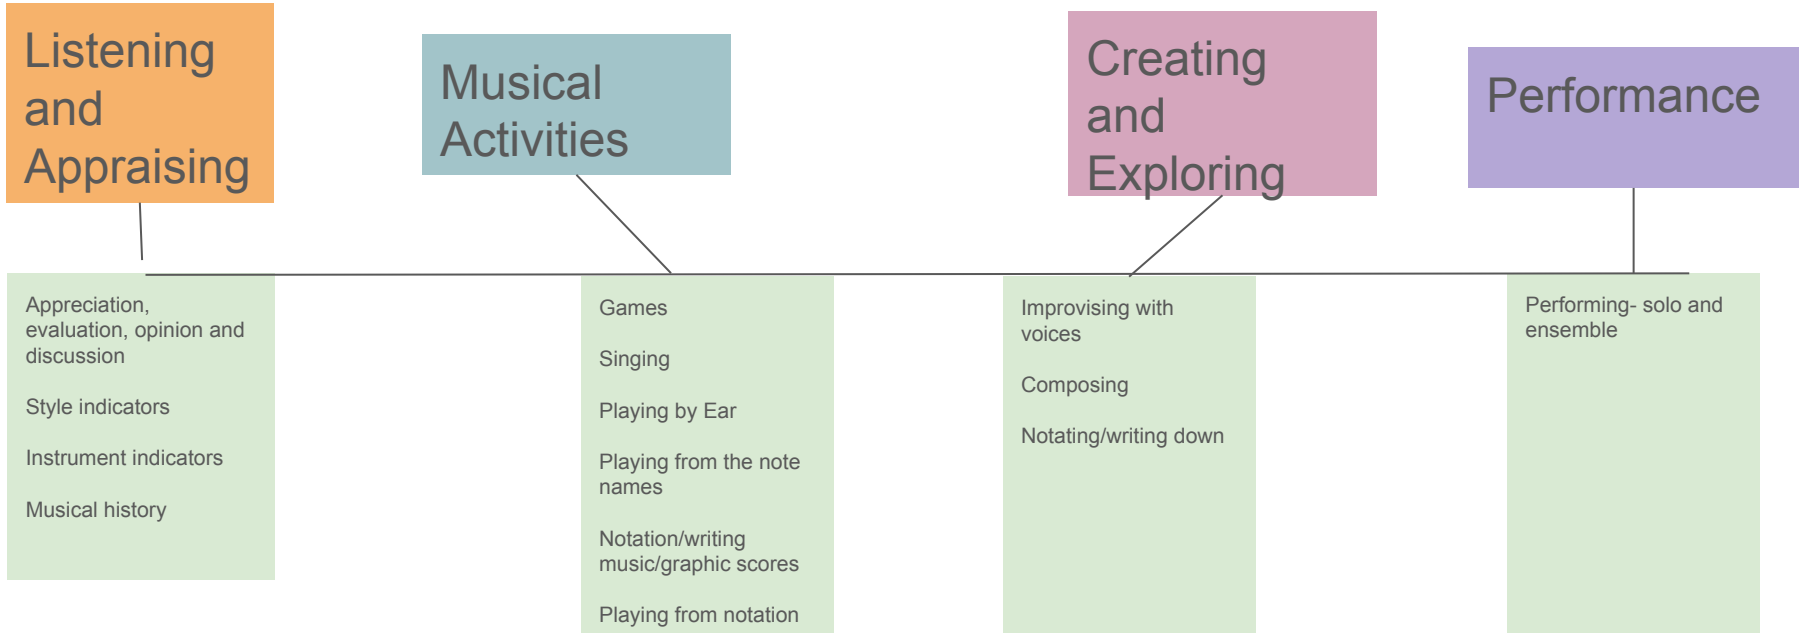 Listening
and
Appraising
Musical
Activities
Creating
and
Exploring
Performance
Appreciation,
evaluation, opinion and
discussion
Style indicators
Instrument indicators
Musical history
Games
Singing
Playing by Ear
Playing from the note
names
Notation/writing
music/graphic scores
Playing from notation
Improvising with
voices
Composing
Notating/writing down
Performing- solo and
ensemble